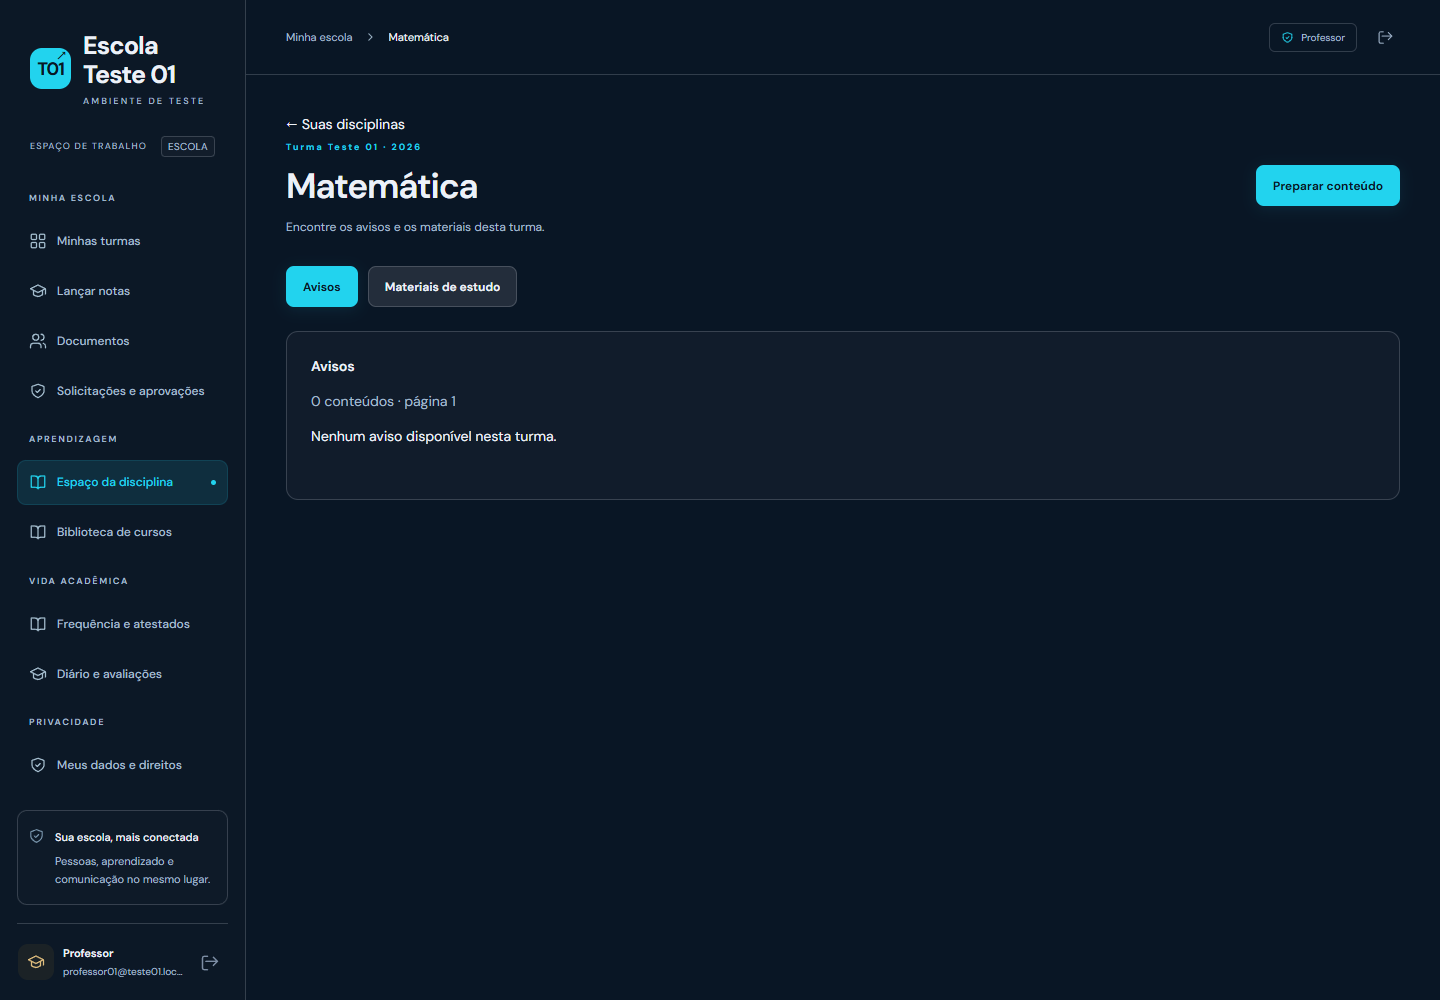 T01
Escola
Teste 01
AMBIENTE DE TESTE
ESPAÇO DE TRABALHO
ESCOLA
MINHA ESCOLA
Minhas turmas
Lançar notas
Documentos
Solicitações e aprovações
APRENDIZAGEM
Espaço da disciplina
Biblioteca de cursos
VIDA ACADÊMICA
Frequência e atestados
Diário e avaliações
PRIVACIDADE
Meus dados e direitos
Sua escola, mais conectada
Pessoas, aprendizado e
comunicação no mesmo lugar.
Professor
professor01@teste01.loc...
Minha escola > Matemática
Professor
← Suas disciplinas
Turma Teste 01 · 2026
Matemática
Encontre os avisos e os materiais desta turma.
Preparar conteúdo
Avisos
Materiais de estudo
Avisos
0 conteúdos · página 1
Nenhum aviso disponível nesta turma.